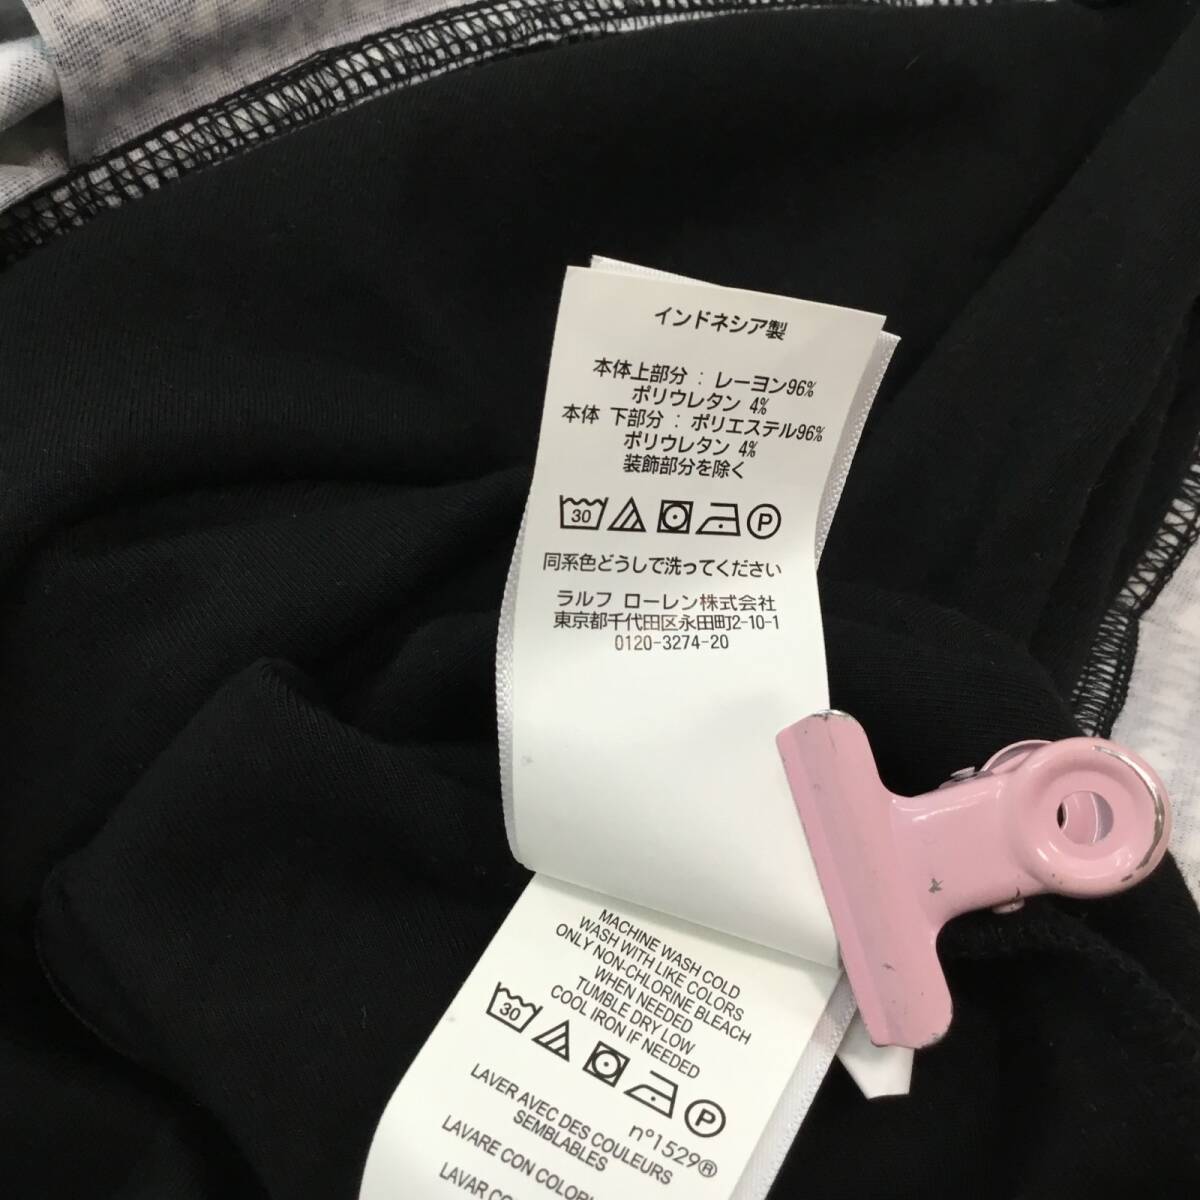 インドネシア製
本体上部分 : レーヨン96%
ポリウレタン 4%
本体 下部分 : ポリエステル96%
ポリウレタン 4%
装飾部分を除く
30 P
同系色どうしで洗ってください
ラルフ ローレン株式会社
東京都千代田区永田町2-10-1
0120-3274-20
MACHINE WASH COLD
WASH WITH LIKE COLORS
ONLY NON-CHLORINE BLEACH
WHEN NEEDED
TUMBLE DRY LOW
COOL IRON IF NEEDED
30 P
nº1529®
LAVER AVEC DES COULEURS
SEMBLABLES
LAVARE CON COLORI
LAVAR